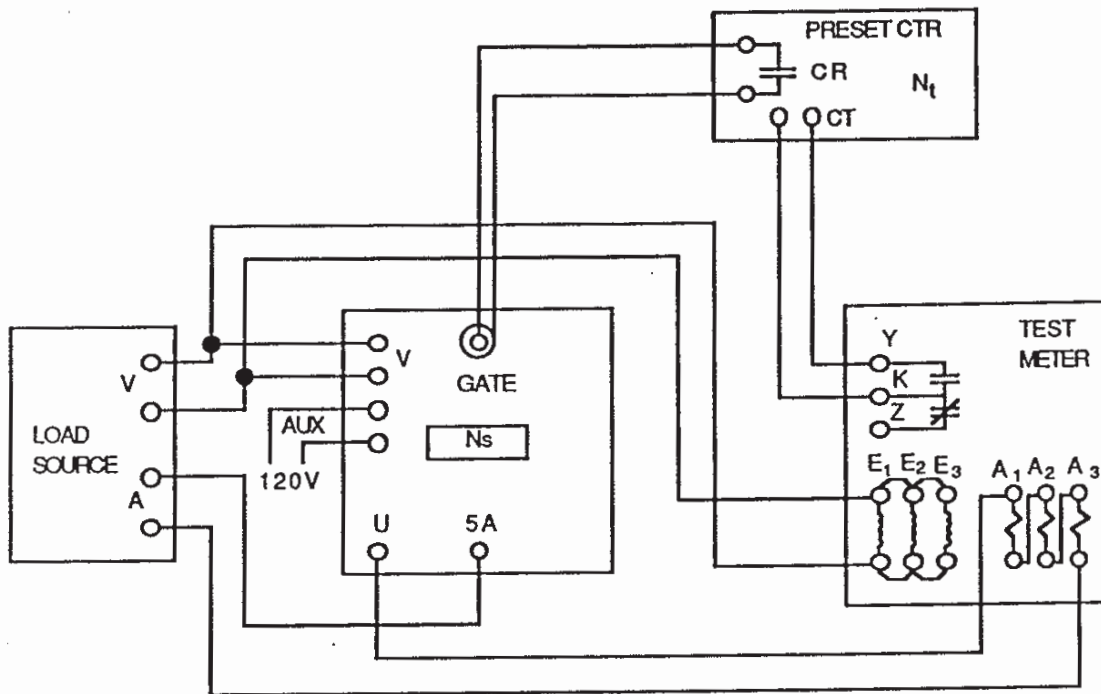 PRESET CTR
CR
Nt
CT
TEST
METER
Y
K
Z
E1 E2 E3
A1 A2 A3
V
GATE
AUX
120V
Ns
U
5A
LOAD
SOURCE
V
A